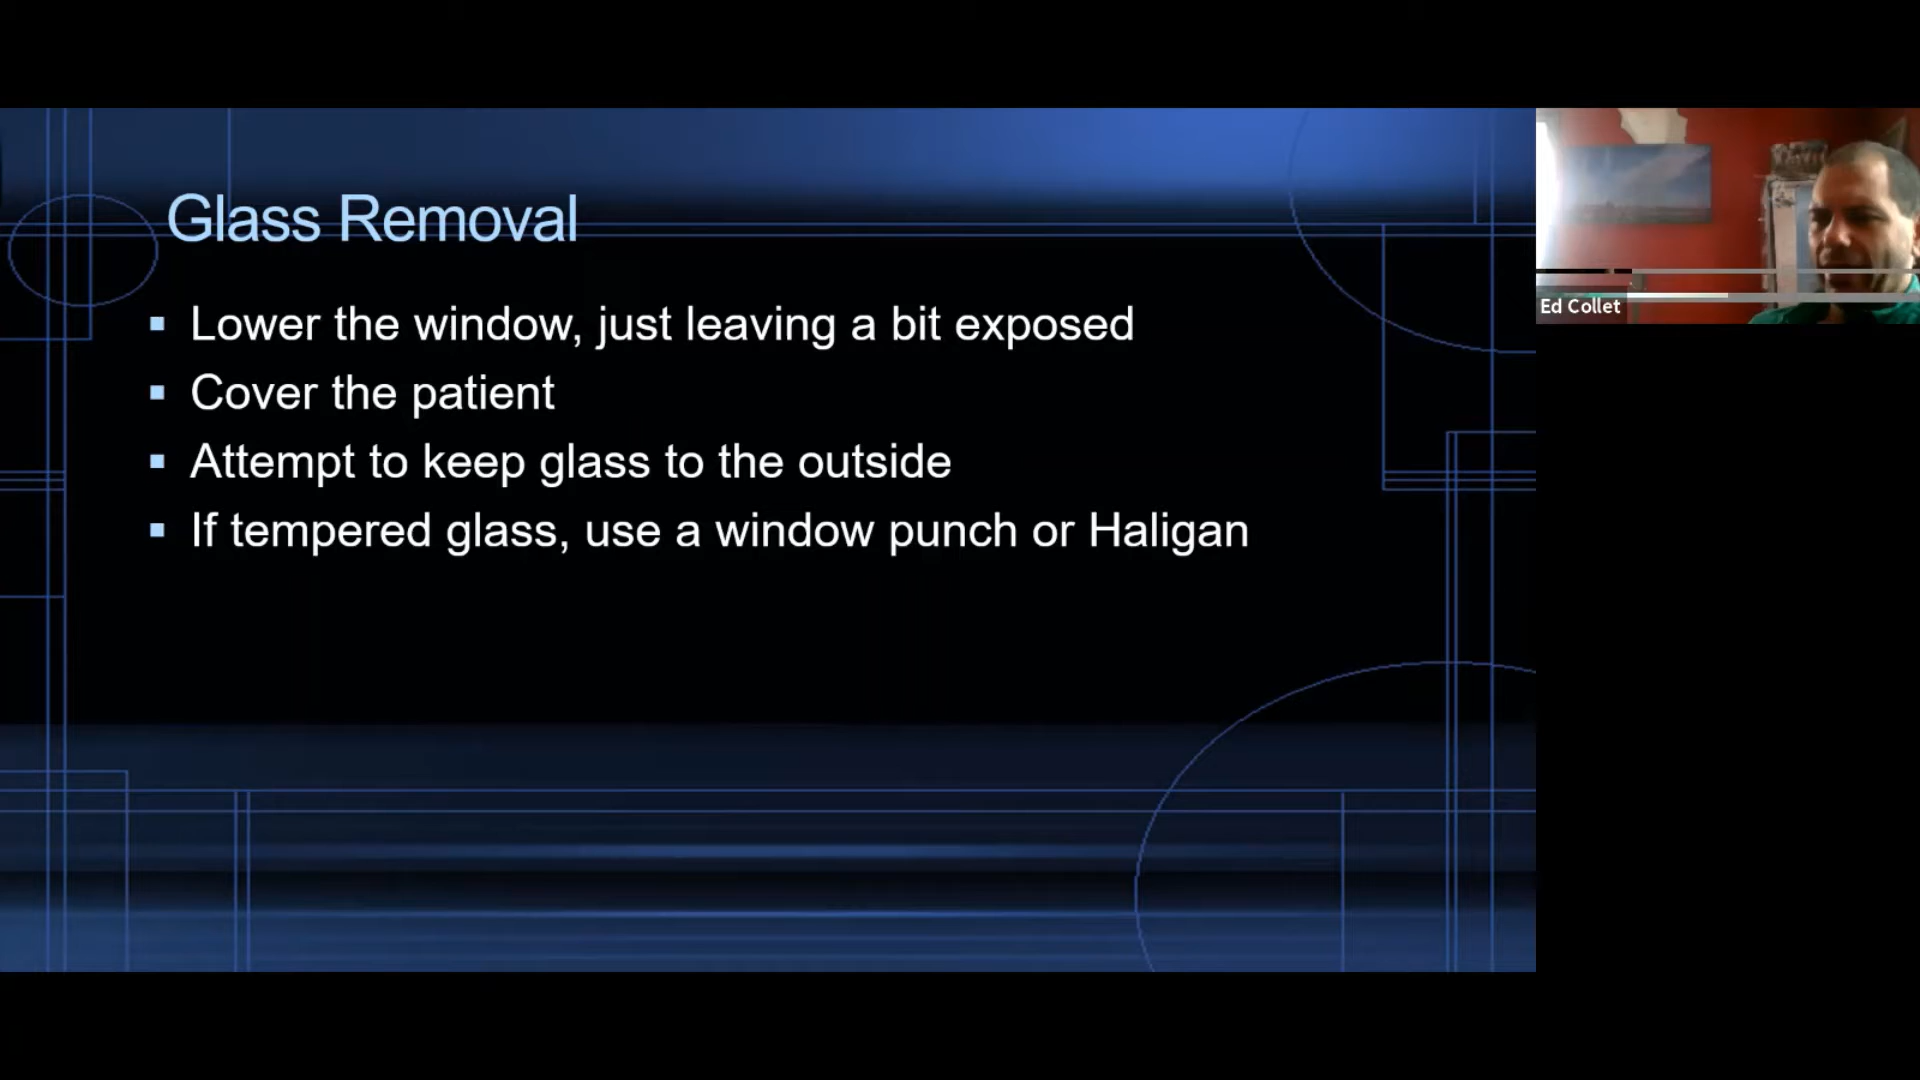 Glass Removal
Lower the window, just leaving a bit exposed
Cover the patient
Attempt to keep glass to the outside
If tempered glass, use a window punch or Haligan
Ed Collet